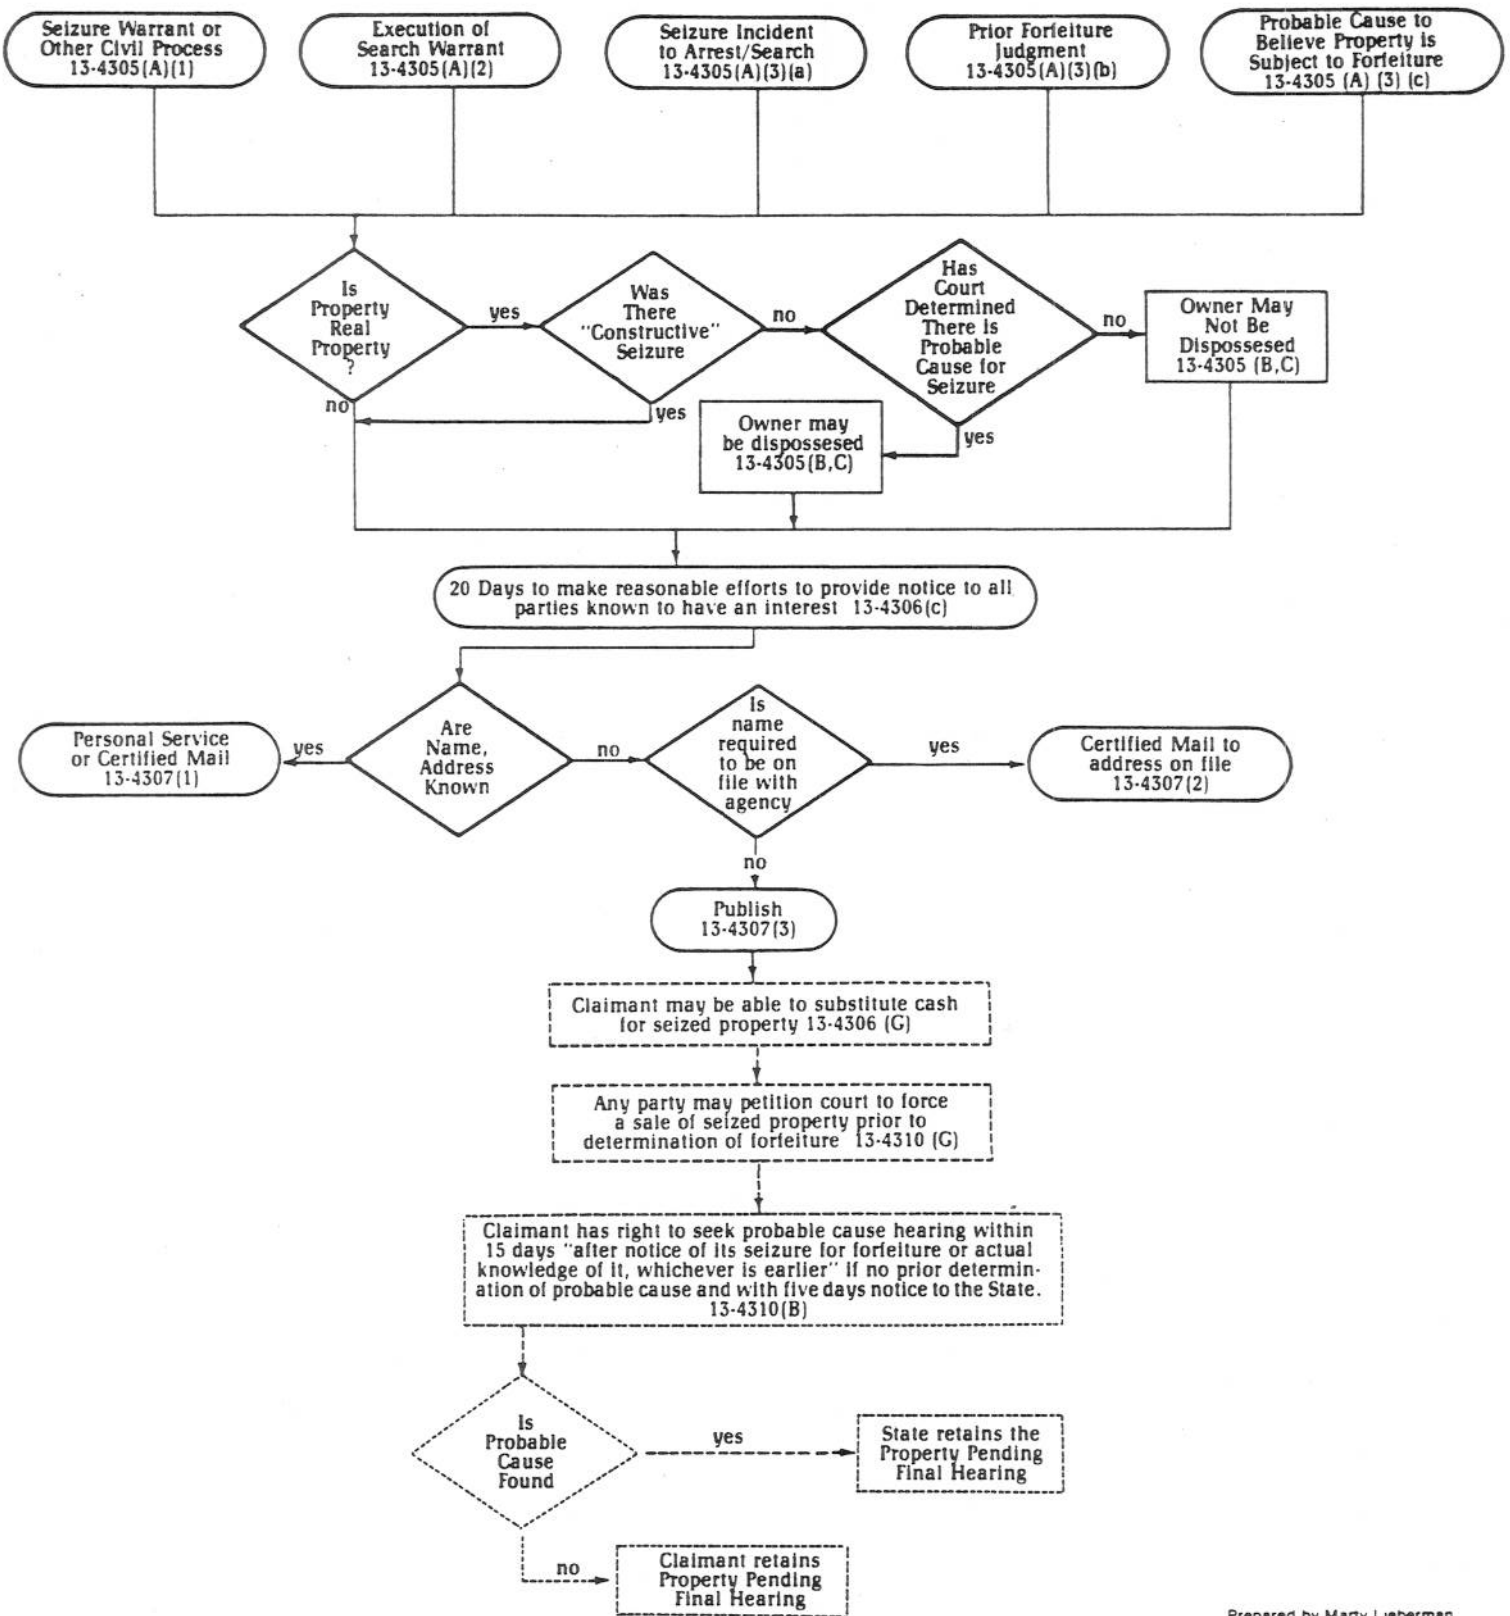 Seizure Warrant or
Other Civil Process
13-4305(A)(1)
Execution of
Search Warrant
13-4305(A)(2)
Seizure Incident
to Arrest/Search
13-4305(A)(3)(a)
Prior Forfeiture
Judgment
13-4305(A)(3)(b)
Probable Cause to
Believe Property is
Subject to Forfeiture
13-4305 (A) (3) (c)
Is
Property
Real
Property
?
yes
no
Was
There
"Constructive"
Seizure
no
yes
Has
Court
Determined
There is
Probable
Cause for
Seizure
no
yes
Owner May
Not Be
Dispossesed
13-4305 (B,C)
Owner may
be dispossesed
13-4305(B,C)
20 Days to make reasonable efforts to provide notice to all
parties known to have an interest 13-4306(c)
Personal Service
or Certified Mail
13-4307(1)
yes
Are
Name,
Address
Known
no
Is
name
required
to be on
file with
agency
yes
Certified Mail to
address on file
13-4307(2)
no
Publish
13-4307(3)
Claimant may be able to substitute cash
for seized property 13-4306 (G)
Any party may petition court to force
a sale of seized property prior to
determination of forfeiture 13-4310 (G)
Claimant has right to seek probable cause hearing within
15 days "after notice of its seizure for forfeiture or actual
knowledge of it, whichever is earlier" if no prior determin-
ation of probable cause and with five days notice to the State.
13-4310(B)
Is
Probable
Cause
Found
yes
State retains the
Property Pending
Final Hearing
no
Claimant retains
Property Pending
Final Hearing
Prepared by Marty Lieberman